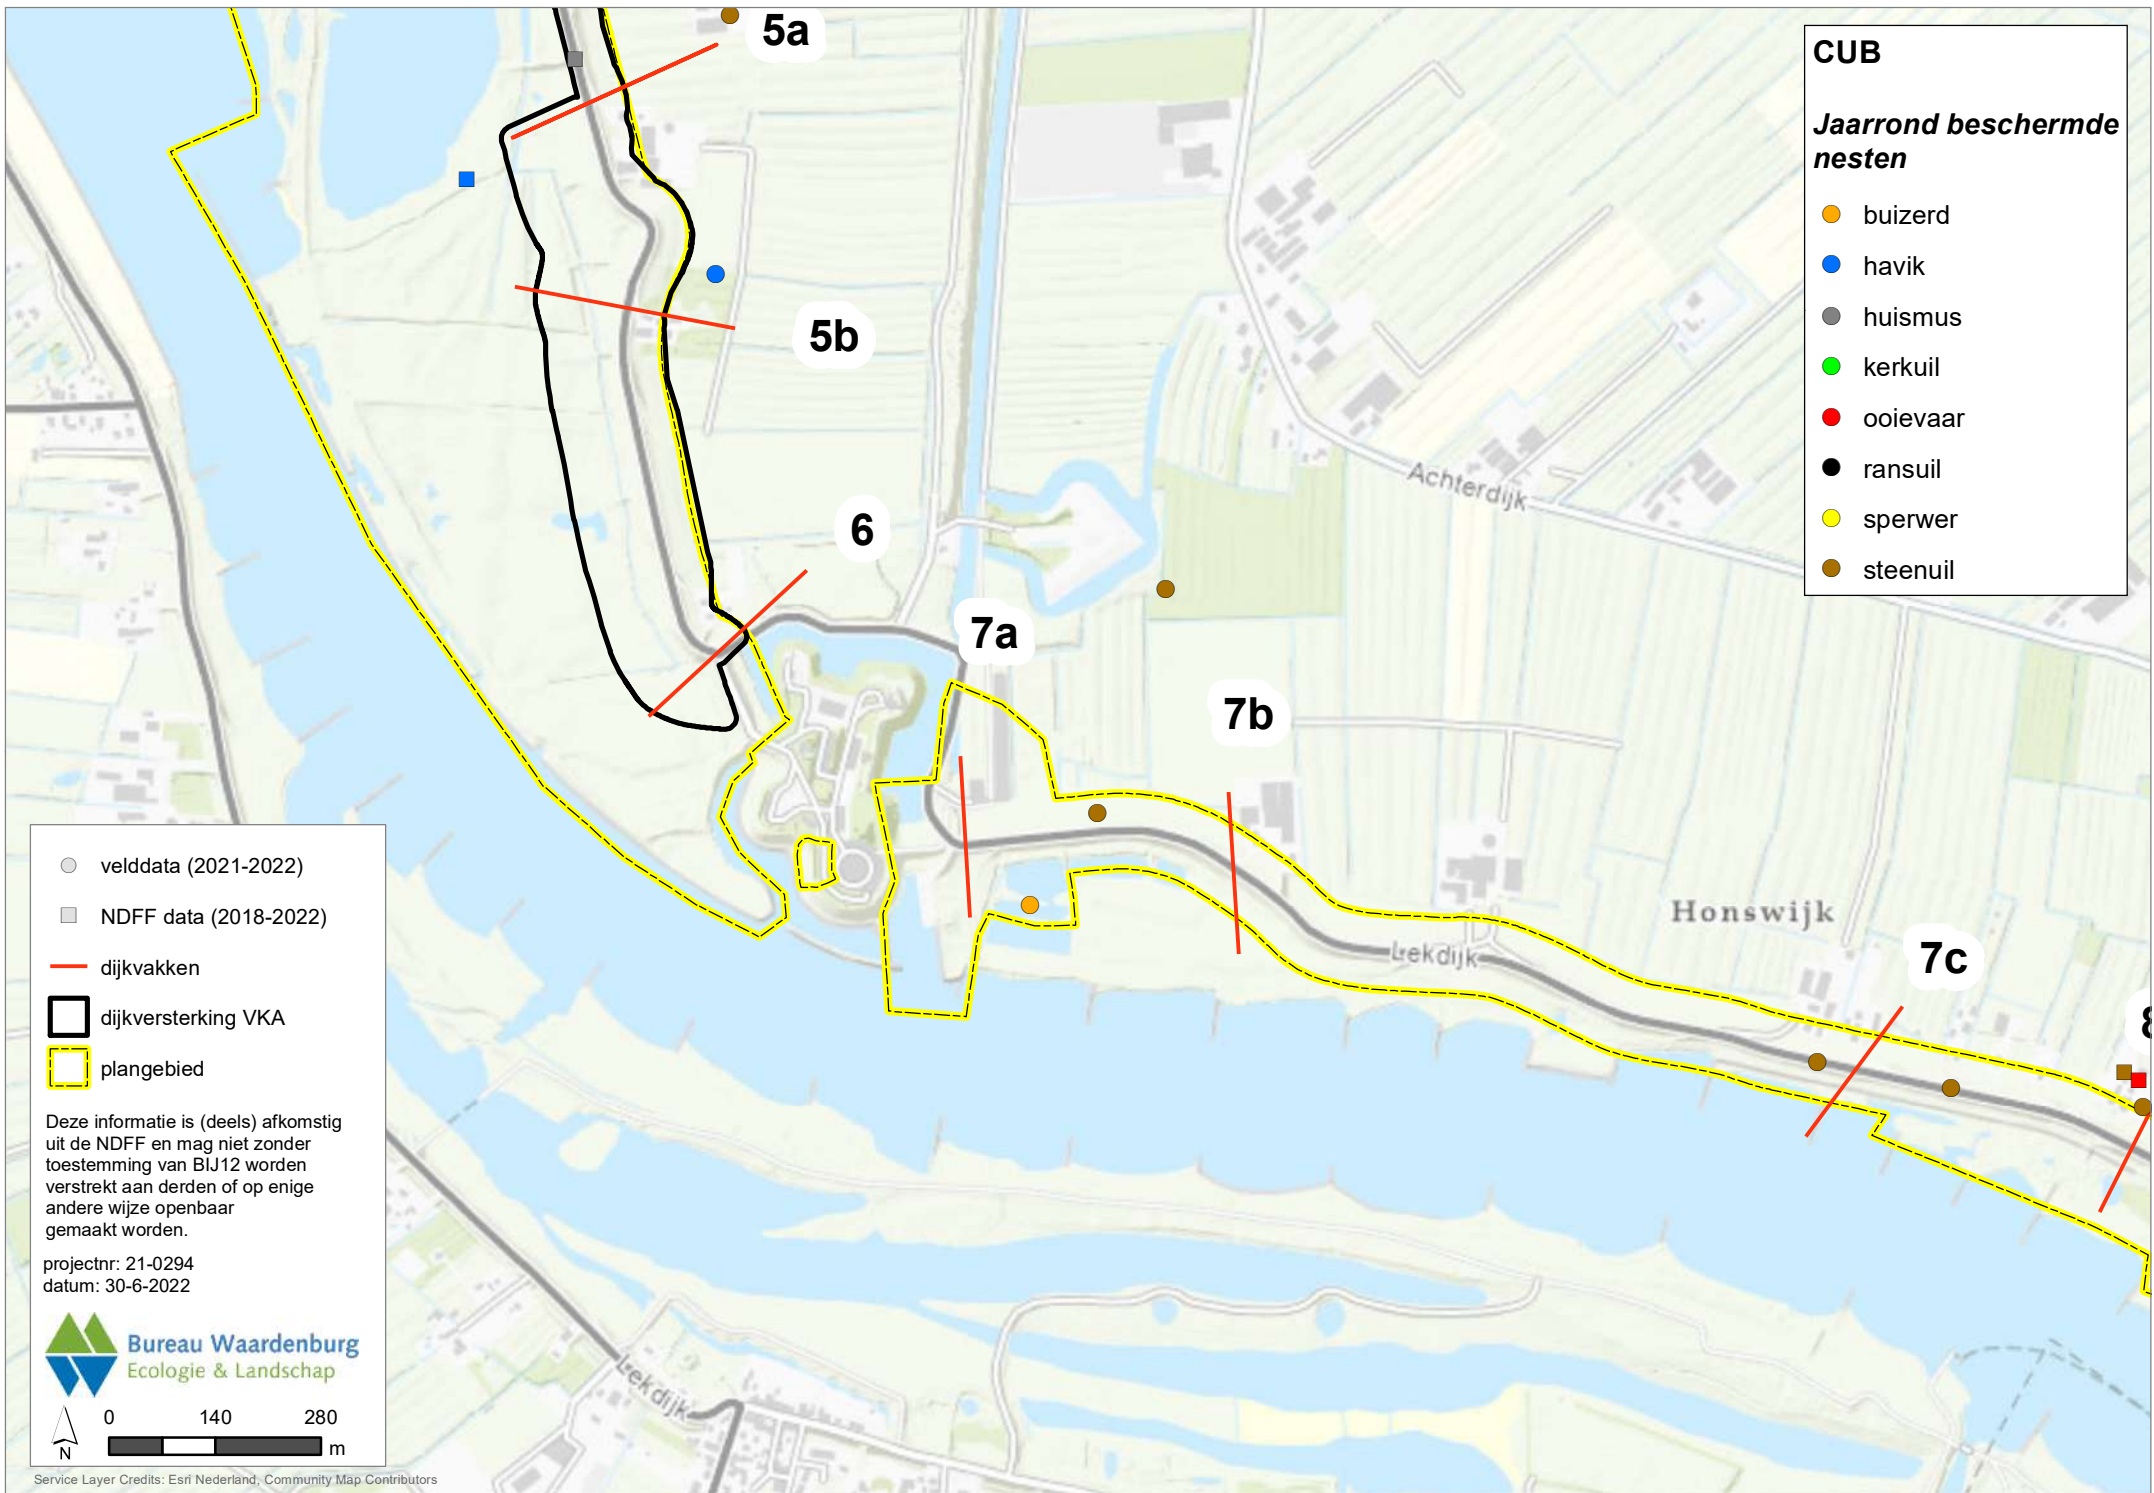 5a
5b
6
7a
7b
7c
8
Achterdijk
Honswijk
Lekdijk
Lekdijk
CUB
Jaarrond beschermde
nesten
buizerd
havik
huismus
kerkuil
ooievaar
ransuil
sperwer
steenuil
velddata (2021-2022)
NDFF data (2018-2022)
dijkvakken
dijkversterking VKA
plangebied
Deze informatie is (deels) afkomstig
uit de NDFF en mag niet zonder
toestemming van BIJ12 worden
verstrekt aan derden of op enige
andere wijze openbaar
gemaakt worden.
projectnr: 21-0294
datum: 30-6-2022
Bureau Waardenburg
Ecologie & Landschap
0 140 280
m
N
Service Layer Credits: Esri Nederland, Community Map Contributors